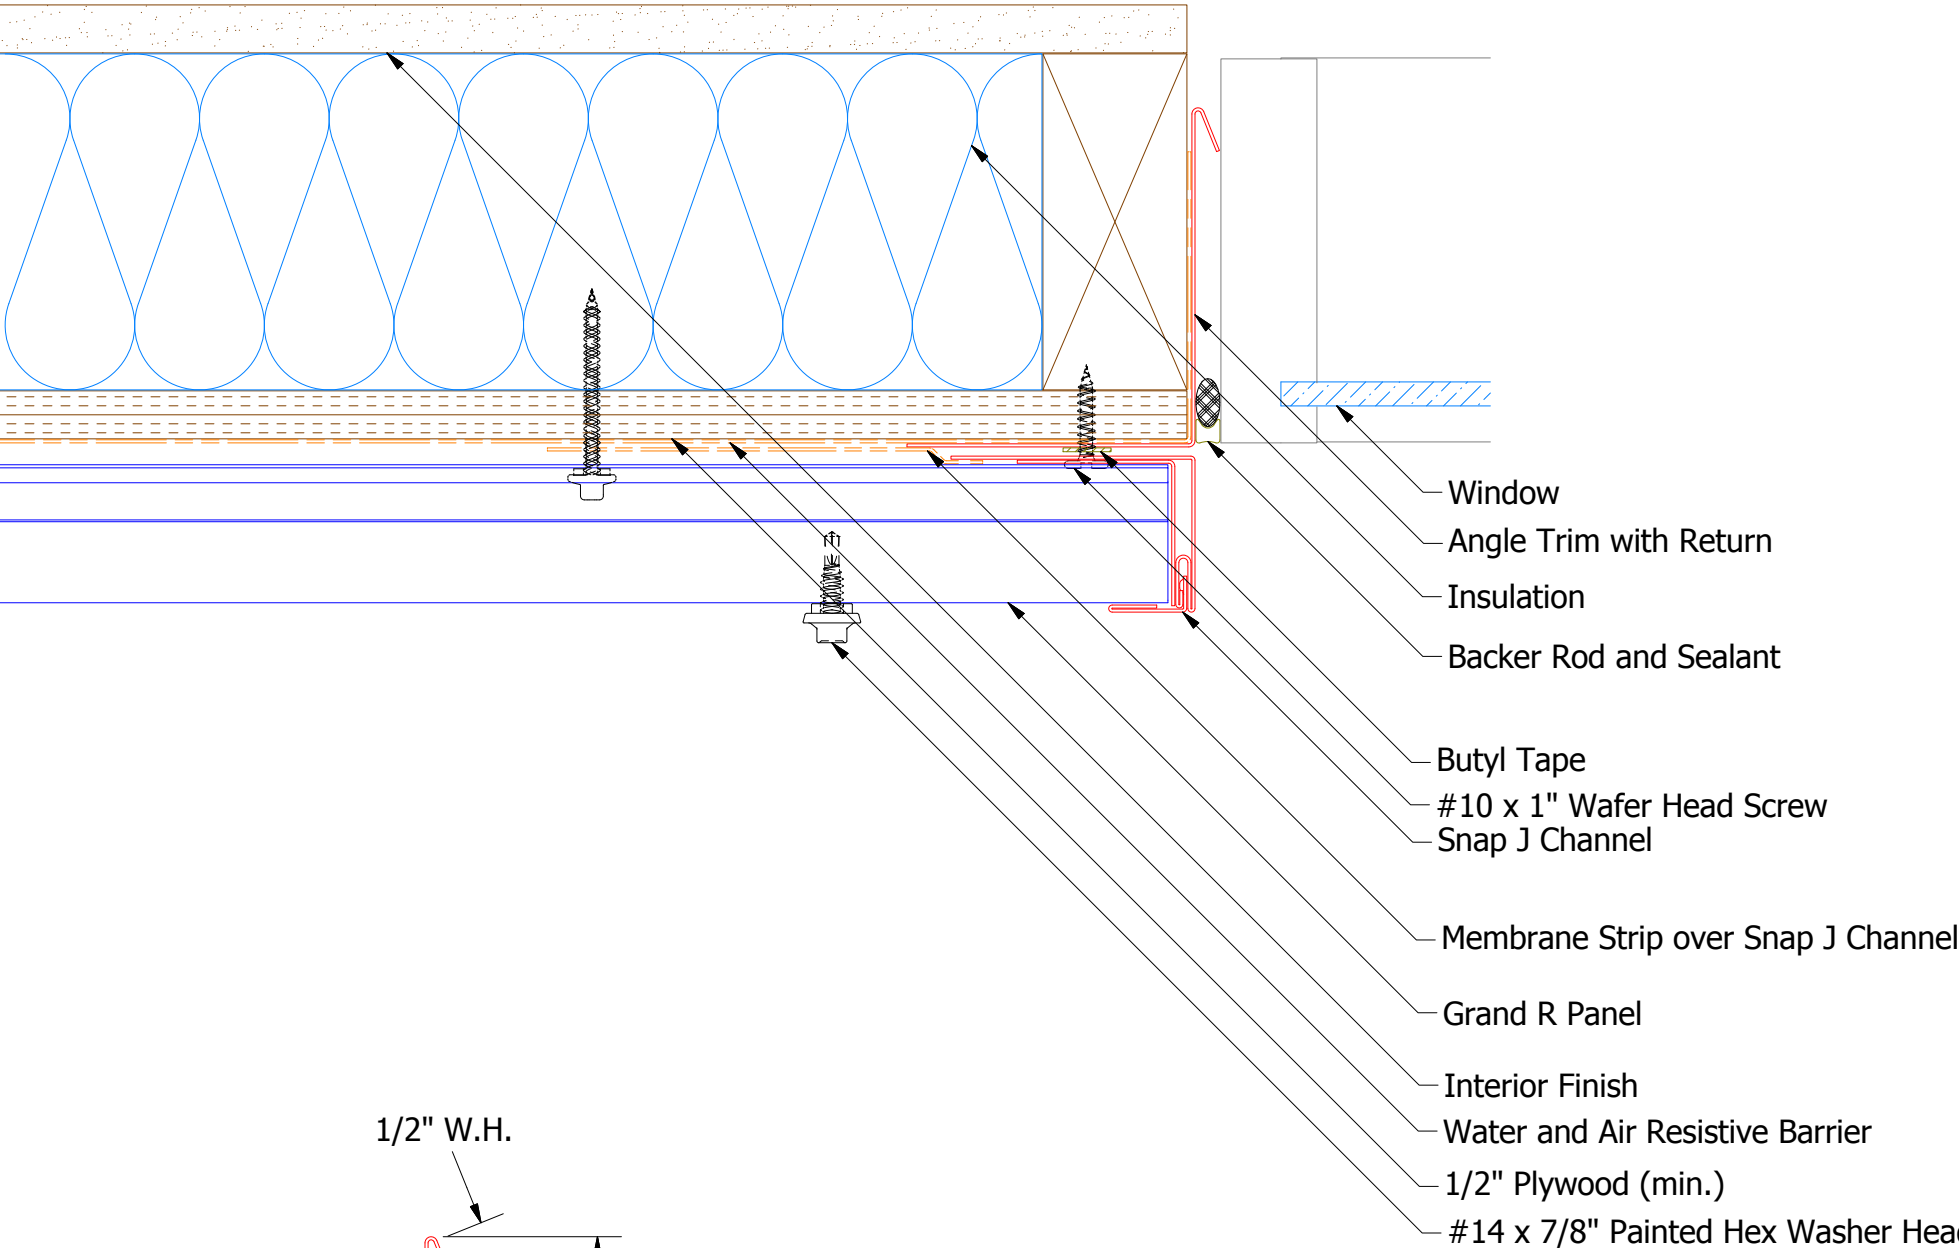 Window
Angle Trim with Return
Insulation
Backer Rod and Sealant
Butyl Tape
#10 x 1" Wafer Head Screw
Snap J Channel
Membrane Strip over Snap J Channel
Grand R Panel
Interior Finish
Water and Air Resistive Barrier
1/2" Plywood (min.)
#14 x 7/8" Painted Hex Washer
1/2" W.H.